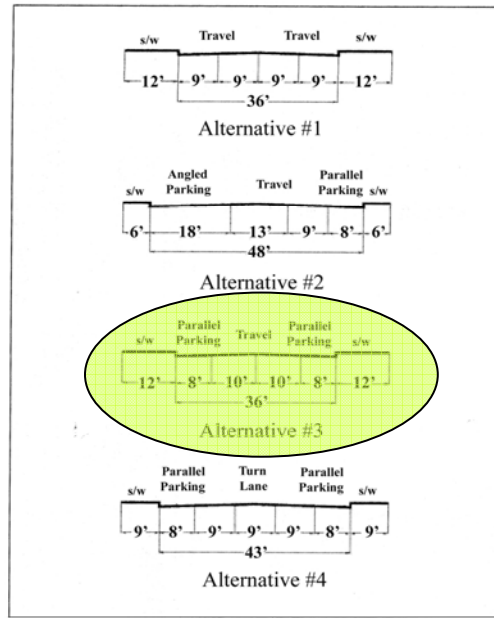 s/w Travel Travel s/w
12’ 9’ 9’ 9’ 9’ 12’
36’
Alternative #1
Angled Parallel
s/w Parking Travel Parking s/w
6’ 18’ 13’ 9’ 8’ 6’
48’
Alternative #2
Parallel Parallel
s/w Parking Travel Parking s/w
12’ 8’ 10’ 10’ 8’ 12’
36’
Alternative #3
Parallel Turn Parallel
s/w Parking Lane Parking s/w
9’ 8’ 9’ 9’ 9’ 8’ 9’
43’
Alternative #4